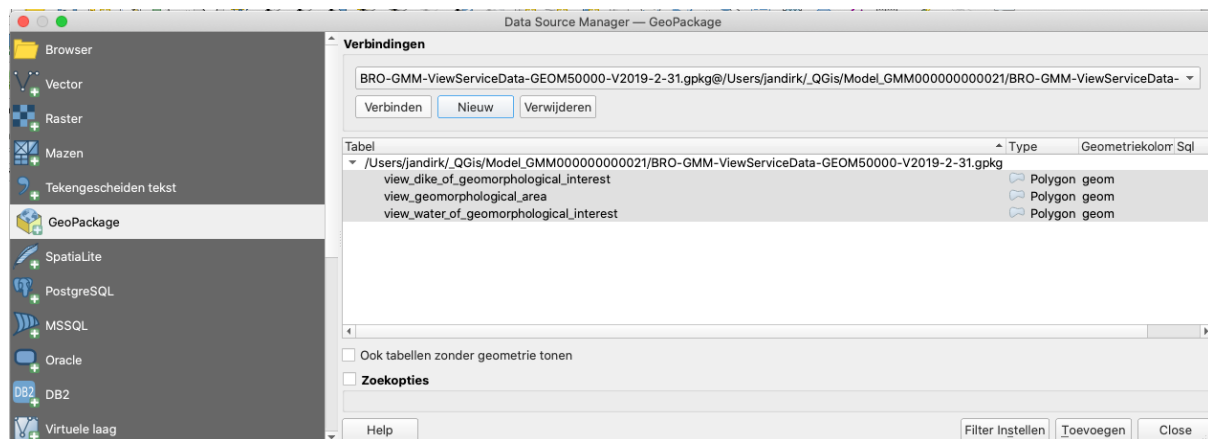 Data Source Manager — GeoPackage
Browser
Vector
Raster
Mazen
Tekengescheiden tekst
GeoPackage
SpatiaLite
PostgreSQL
MSSQL
Oracle
DB2
DB2
Virtuele laag
Verbindingen
BRO-GMM-ViewServiceData-GEOM50000-V2019-2-31.gpkg@/Users/jandirk/_QGis/Model_GMM000000000021/BRO-GMM-ViewServiceData-
Verbinden Nieuw Verwijderen
Tabel Type Geometriekolom Sql
/Users/jandirk/_QGis/Model_GMM000000000021/BRO-GMM-ViewServiceData-GEOM50000-V2019-2-31.gpkg
view_dike_of_geomorphological_interest Polygon geom
view_geomorphological_area Polygon geom
view_water_of_geomorphological_interest Polygon geom
Ook tabellen zonder geometrie tonen
Zoekopties
Help Filter Instellen Toevoegen Close